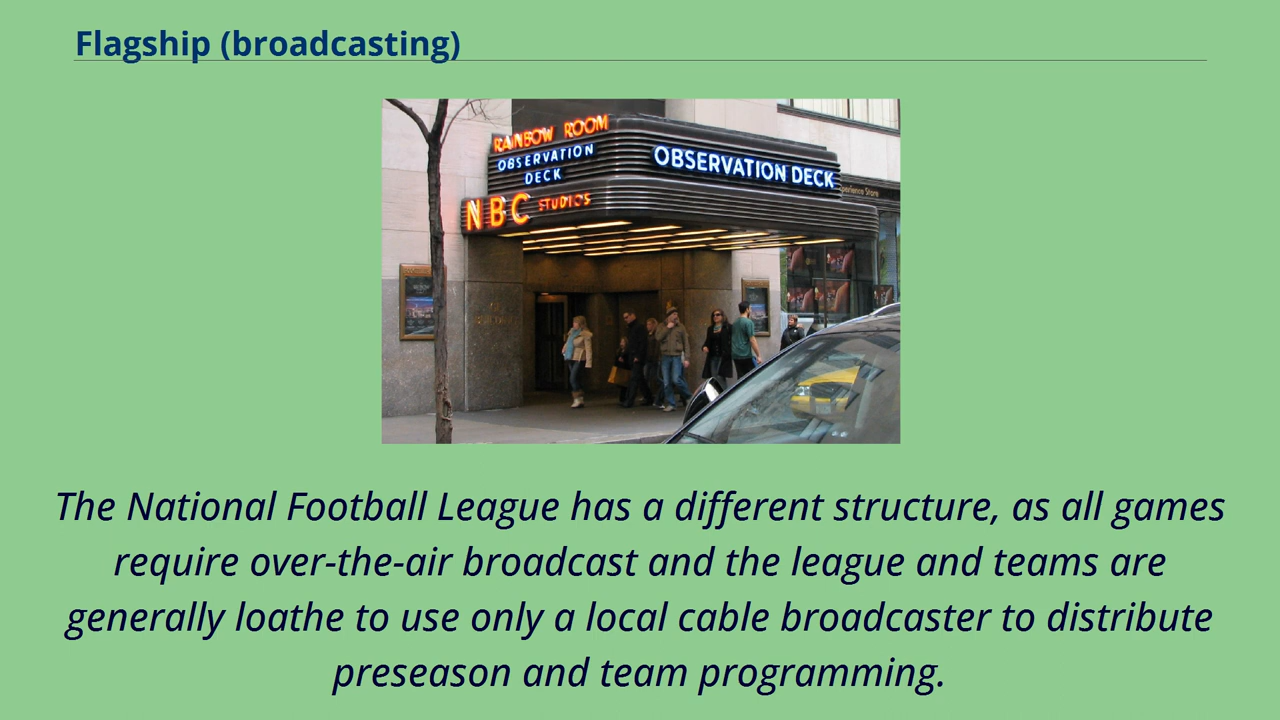 Flagship (broadcasting)
RAINBOW ROOM
OBSERVATION
DECK
OBSERVATION DECK
NBC STUDIOS
The National Football League has a different structure, as all games
require over-the-air broadcast and the league and teams are
generally loathe to use only a local cable broadcaster to distribute
preseason and team programming.